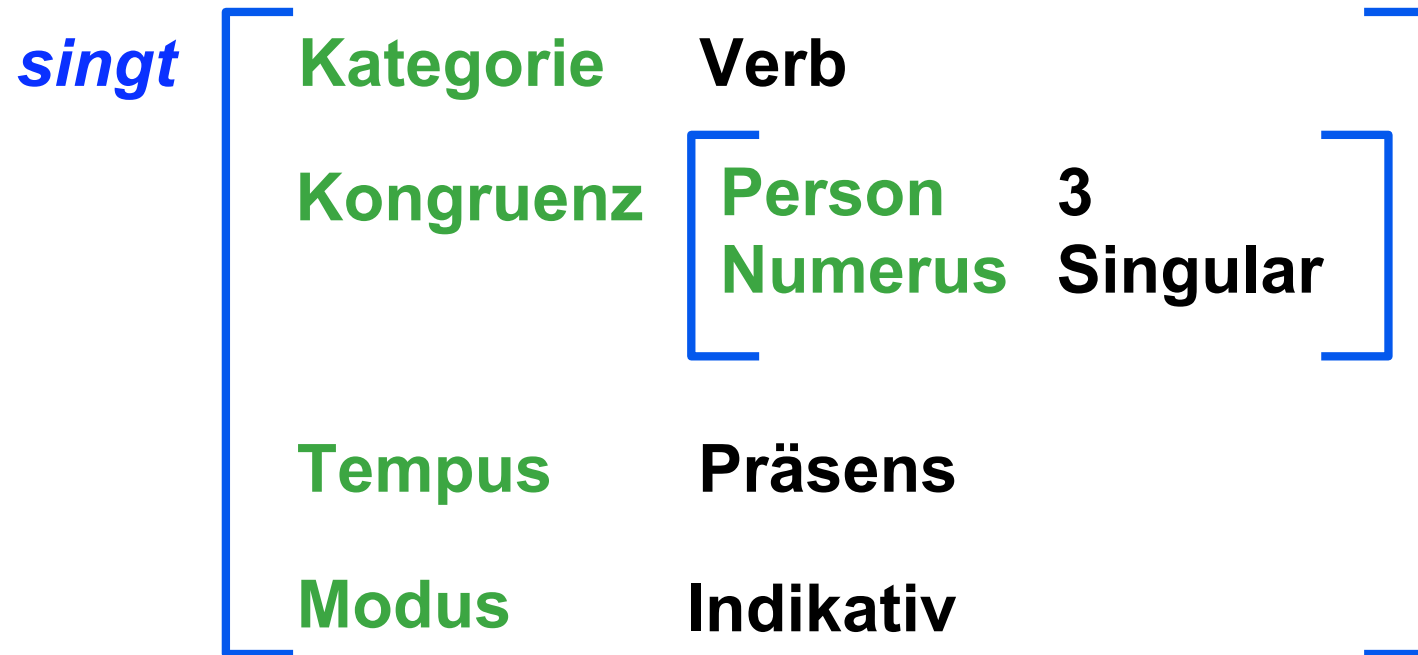 singt Kategorie Verb
Kongruenz Person 3
Numerus Singular
Tempus Präsens
Modus Indikativ